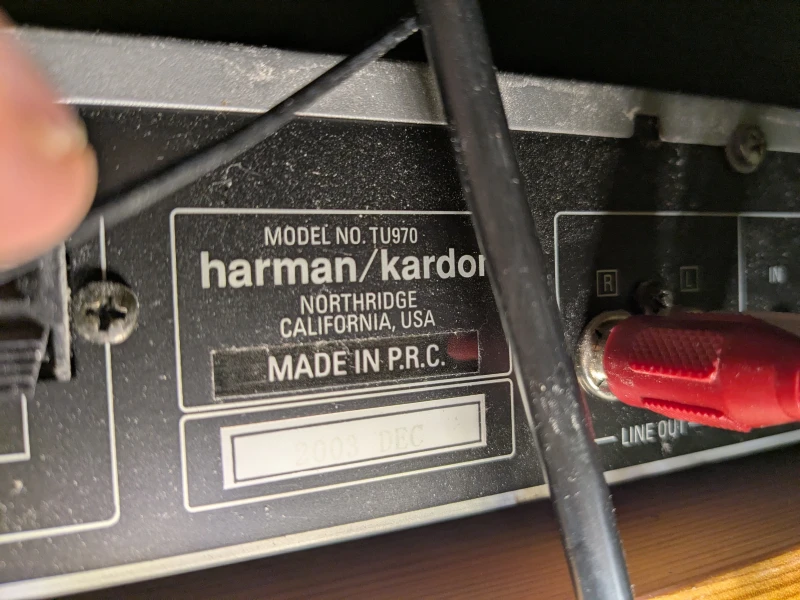 MODEL NO. TU970
harman/kardon
NORTHRIDGE
CALIFORNIA, USA
MADE IN P.R.C.
2003 DEC
R
L
IN
LINE OUT